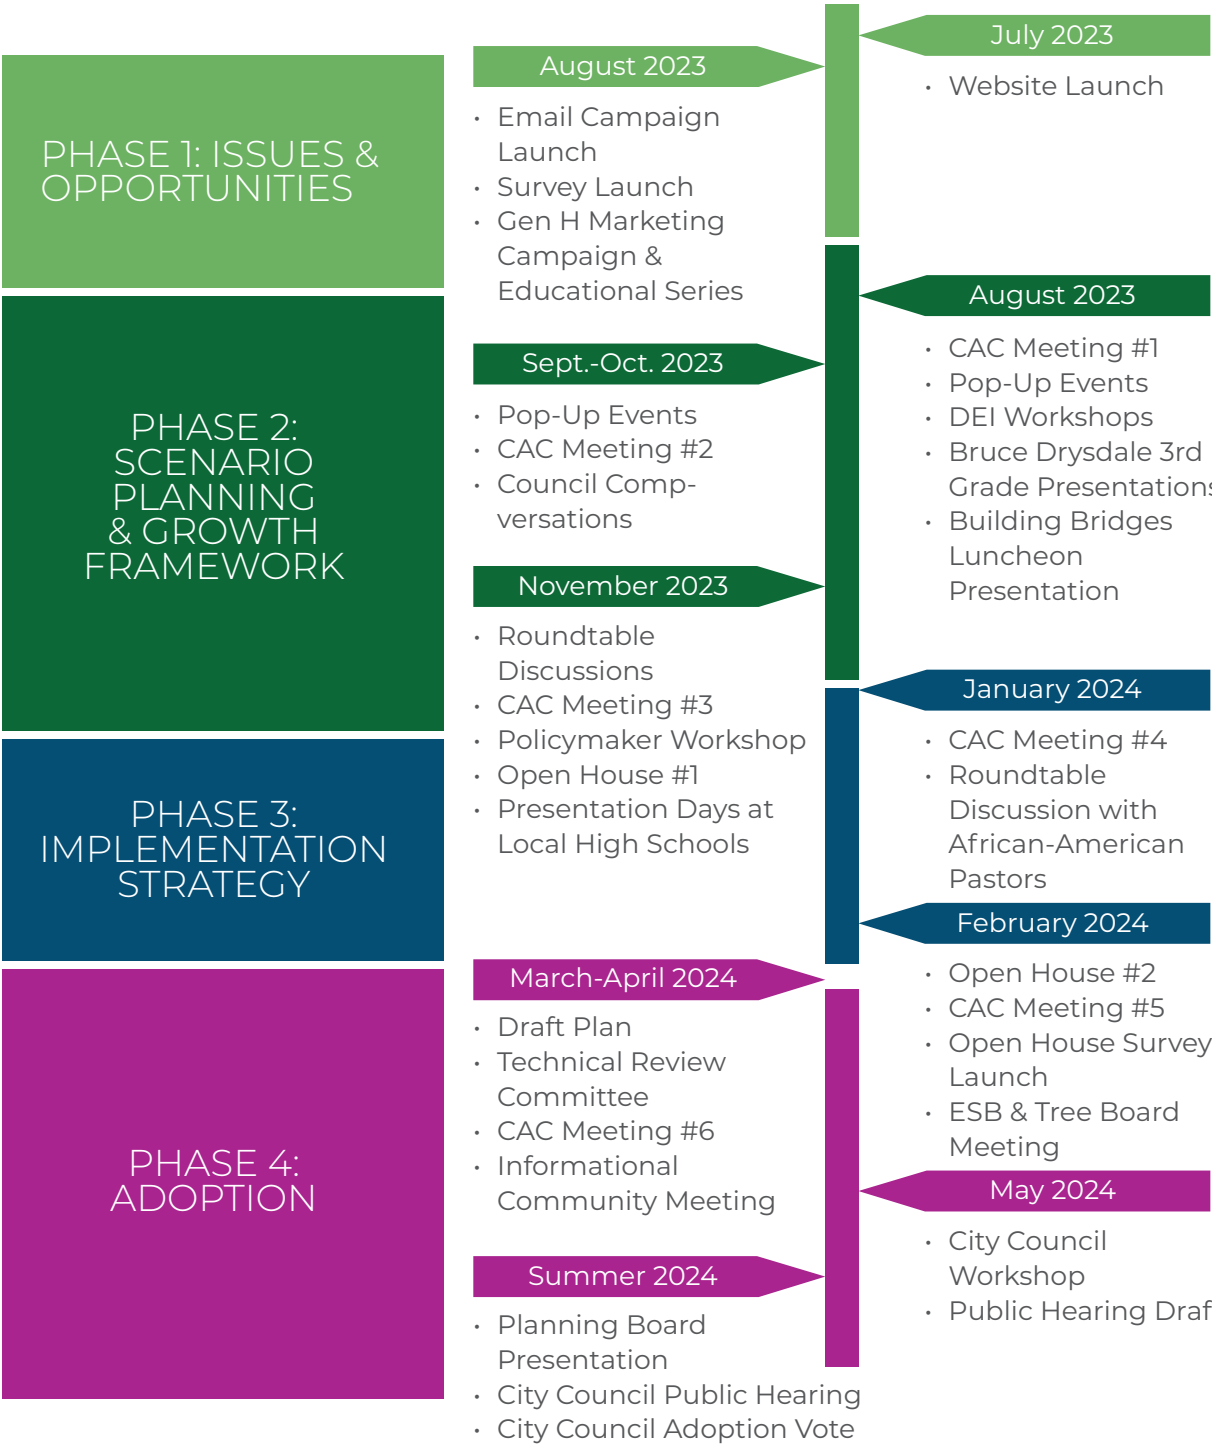 PHASE 1: ISSUES &
OPPORTUNITIES
PHASE 2:
SCENARIO
PLANNING
& GROWTH
FRAMEWORK
PHASE 3:
IMPLEMENTATION
STRATEGY
PHASE 4:
ADOPTION
August 2023
• Email Campaign
Launch
• Survey Launch
• Gen H Marketing
Campaign &
Educational Series
Sept.-Oct. 2023
• Pop-Up Events
• CAC Meeting #2
• Council Comp-
versations
November 2023
• Roundtable
Discussions
• CAC Meeting #3
• Policymaker Workshop
• Open House #1
• Presentation Days at
Local High Schools
March-April 2024
• Draft Plan
• Technical Review
Committee
• CAC Meeting #6
• Informational
Community Meeting
Summer 2024
• Planning Board
Presentation
• City Council Public Hearing
• City Council Adoption Vote
July 2023
• Website Launch
August 2023
• CAC Meeting #1
• Pop-Up Events
• DEI Workshops
• Bruce Drysdale 3rd
Grade Presentations
• Building Bridges
Luncheon
Presentation
January 2024
• CAC Meeting #4
• Roundtable
Discussion with
African-American
Pastors
February 2024
• Open House #2
• CAC Meeting #5
• Open House Survey
Launch
• ESB & Tree Board
Meeting
May 2024
• City Council
Workshop
• Public Hearing Draf